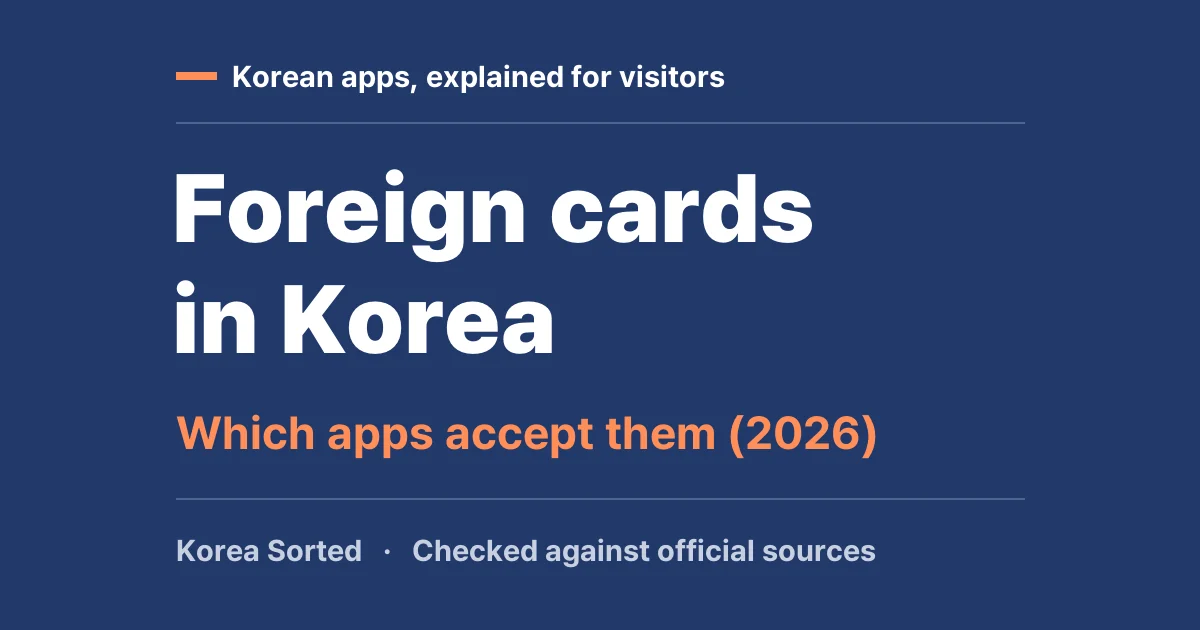 Korean apps, explained for visitors
Foreign cards
in Korea
Which apps accept them (2026)
Korea Sorted · Checked against official sources